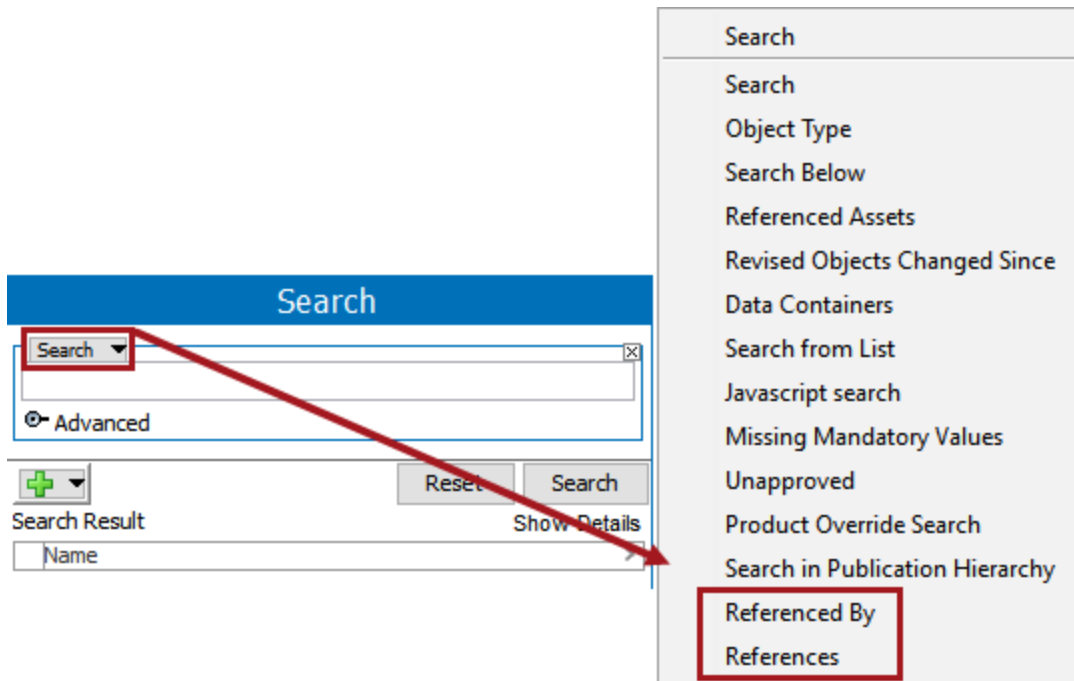 Search
Search
Advanced
Reset
Search
Search Result
Show Details
Name
Search
Search
Object Type
Search Below
Referenced Assets
Revised Objects Changed Since
Data Containers
Search from List
Javascript search
Missing Mandatory Values
Unapproved
Product Override Search
Search in Publication Hierarchy
Referenced By
References